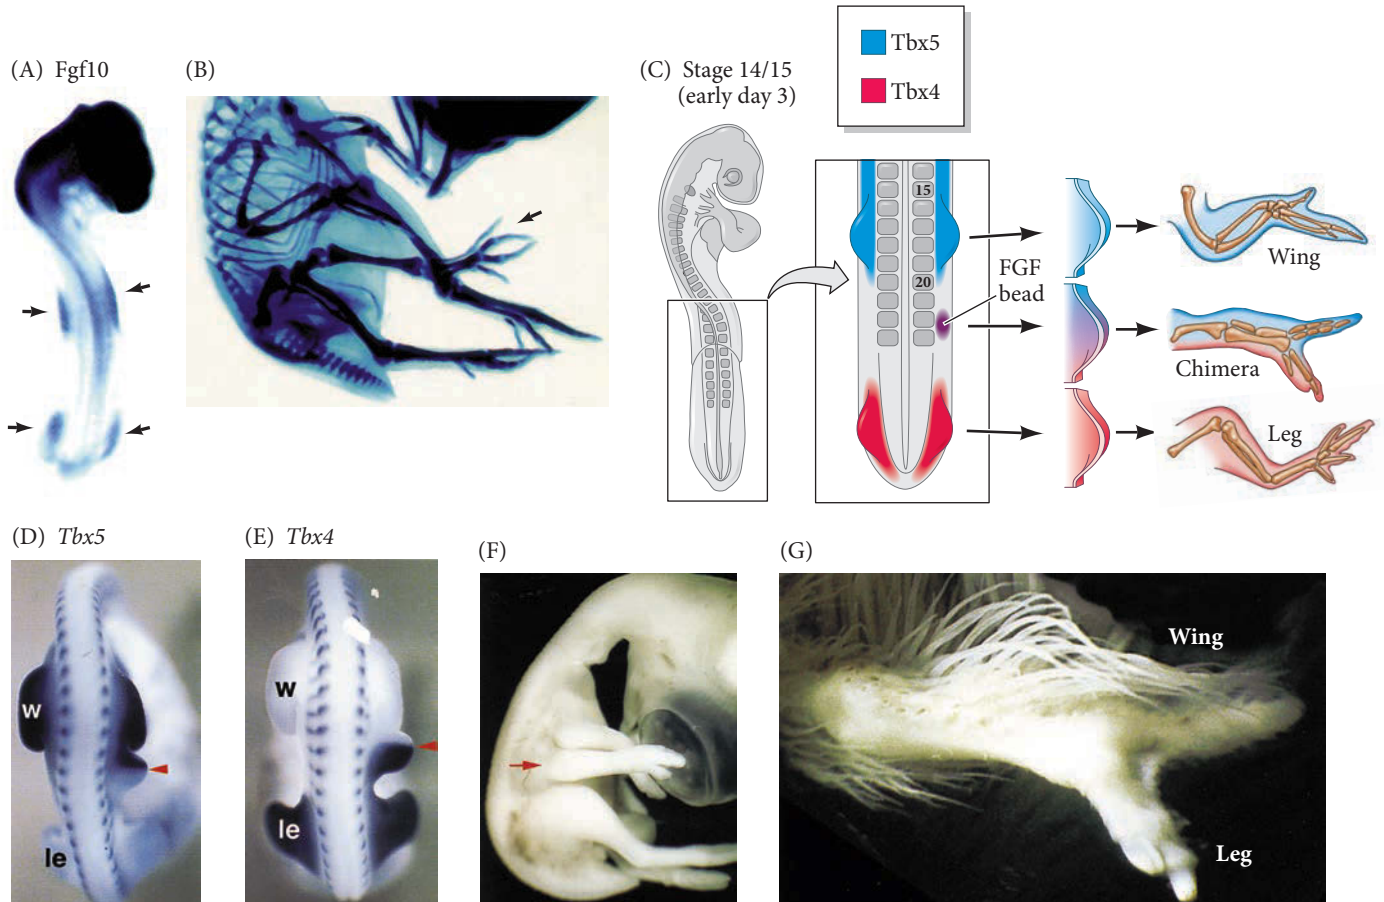 Tbx5
Tbx4
(A) Fgf10
(B)
(C) Stage 14/15
(early day 3)
15
20
FGF
bead
Wing
Chimera
Leg
(D) Tbx5
(E) Tbx4
(F)
(G)
w
le
w
le
Wing
Leg